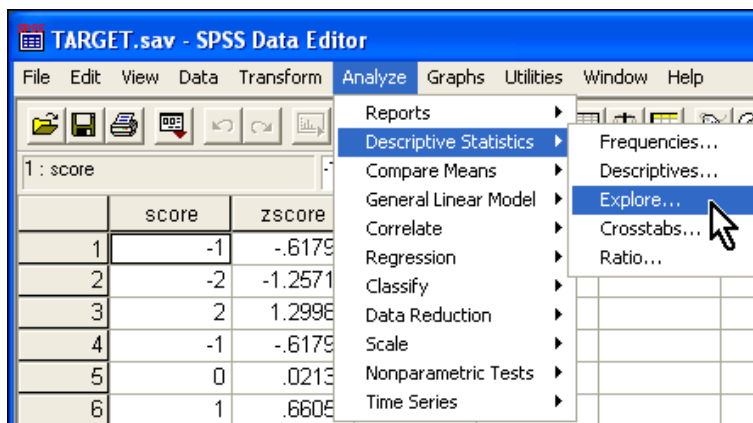 SPSS
TARGET.sav - SPSS Data Editor
File Edit View Data Transform Analyze Graphs Utilities Window Help
Reports
Descriptive Statistics
Frequencies...
1 : score
Compare Means
Descriptives...
General Linear Model
Explore...
score zscore
Correlate
Crosstabs...
1 -1 -.6179
Regression
Ratio...
2 -2 -1.2571
Classify
3 2 1.2998
Data Reduction
4 -1 -.6179
Scale
5 0 .0213
Nonparametric Tests
6 1 .6605
Time Series